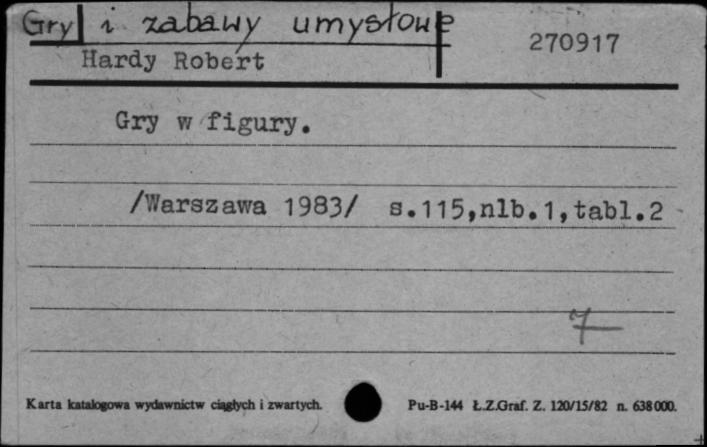 Gry i zabawy umysłowe
270917
Hardy Robert
Gry w figury.
/Warszawa 1983/ s.115,nlb.1,tabl.2
7
Karta katalogowa wydawnictw ciągłych i zwartych.
Pu-B-144 Ł.Z.Graf. Z. 120/15/82 n. 638000.